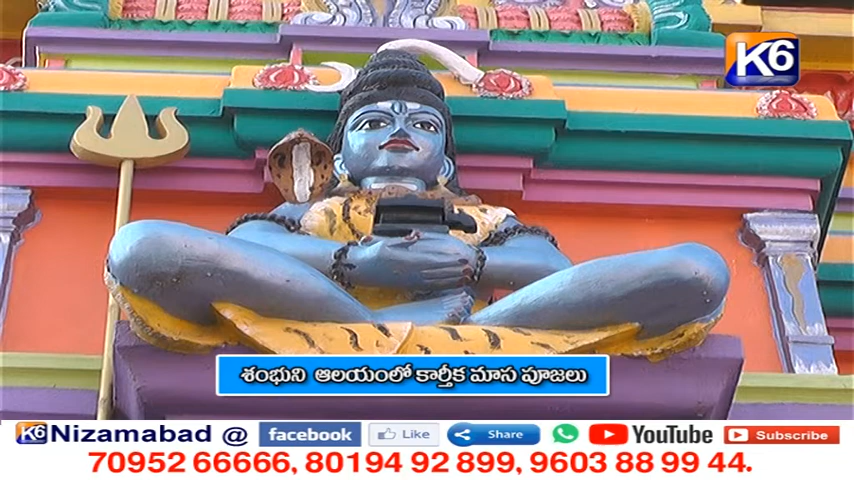 K6
శంభుని ఆలయంలో కార్తీక మాస పూజలు
K6 Nizamabad @ facebook Like Share YouTube Subscribe
70952 66666, 80194 92 899, 9603 88 99 44.